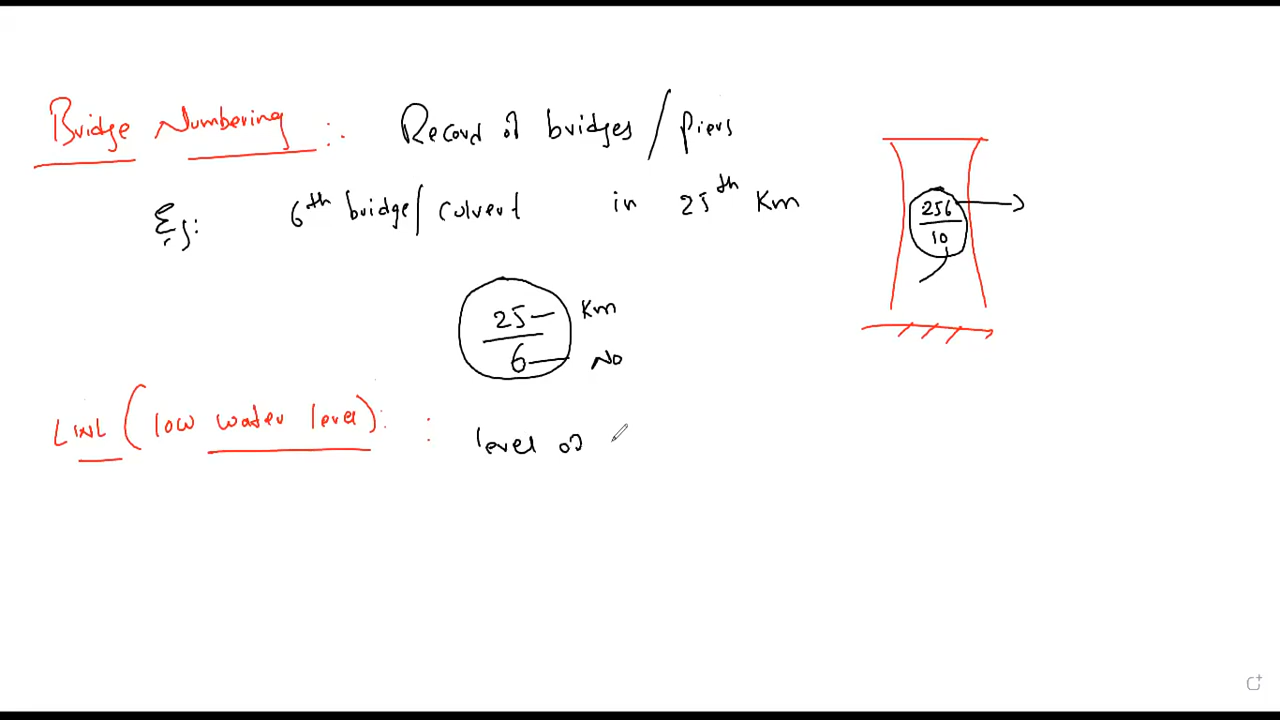 Bridge Numbering :. Record of bridges / piers
Eg: 6th bridge/ culvert in 25th Km
256
10
25 Km
6 No
LWL (low water level): : level of